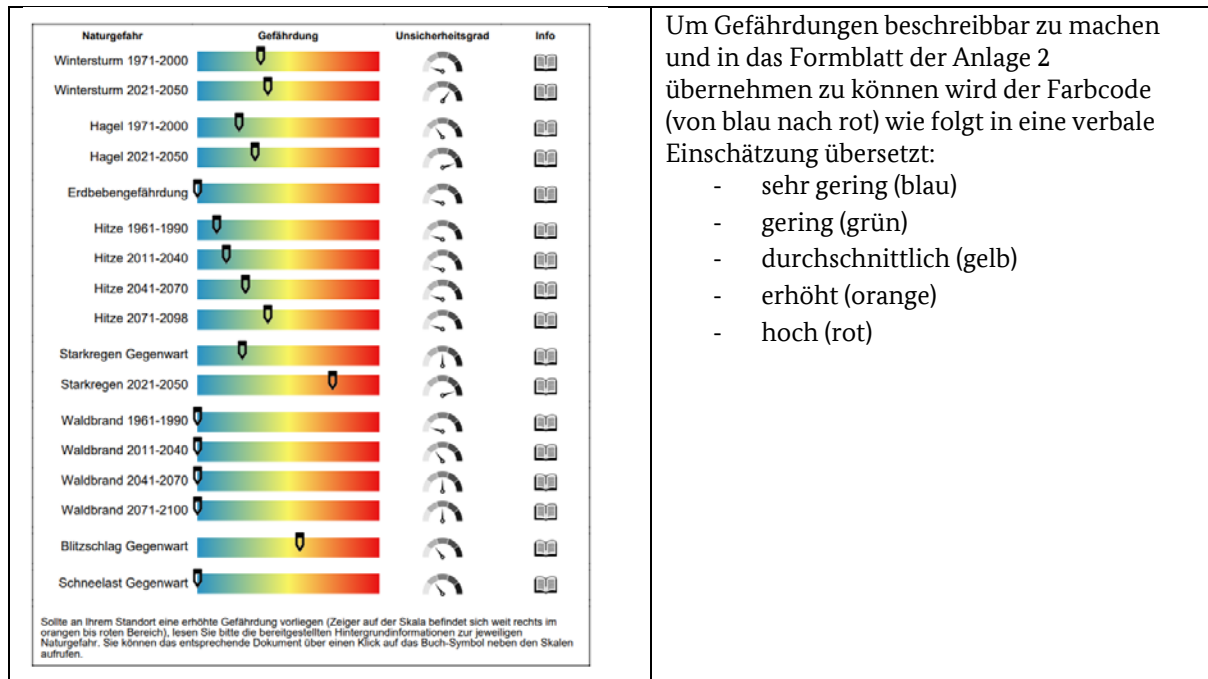 Naturgefahr Gefährdung Unsicherheitsgrad Info
Wintersturm 1971-2000
Wintersturm 2021-2050
Hagel 1971-2000
Hagel 2021-2050
Erdbebengefährdung
Hitze 1961-1990
Hitze 2011-2040
Hitze 2041-2070
Hitze 2071-2098
Starkregen Gegenwart
Starkregen 2021-2050
Waldbrand 1961-1990
Waldbrand 2011-2040
Waldbrand 2041-2070
Waldbrand 2071-2100
Blitzschlag Gegenwart
Schneelast Gegenwart
Sollte an Ihrem Standort eine erhöhte Gefährdung vorliegen (Zeiger auf der Skala befindet sich weit rechts im
orangen bis roten Bereich), lesen Sie bitte die bereitgestellten Hintergrundinformationen zur jeweiligen
Naturgefahr. Sie können das entsprechende Dokument über einen Klick auf das Buch-Symbol neben den Skalen
aufrufen.
Um Gefährdungen beschreibbar zu machen
und in das Formblatt der Anlage 2
übernehmen zu können wird der Farbcode
(von blau nach rot) wie folgt in eine verbale
Einschätzung übersetzt:
- sehr gering (blau)
- gering (grün)
- durchschnittlich (gelb)
- erhöht (orange)
- hoch (rot)